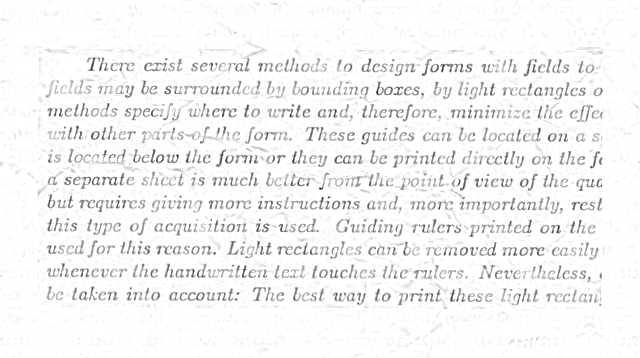 There exist several methods to design forms with fields to
fields may be surrounded by bounding boxes, by light rectangles o
methods specify where to write and, therefore, minimize the effe
with other parts of the form. These guides can be located on a s
is located below the form or they can be printed directly on the fo
a separate sheet is much better from the point of view of the qua
but requires giving more instructions and, more importantly, rest
this type of acquisition is used. Guiding rulers printed on the
used for this reason. Light rectangles can be removed more easily
whenever the handwritten text touches the rulers. Nevertheless,
be taken into account: The best way to print these light rectan